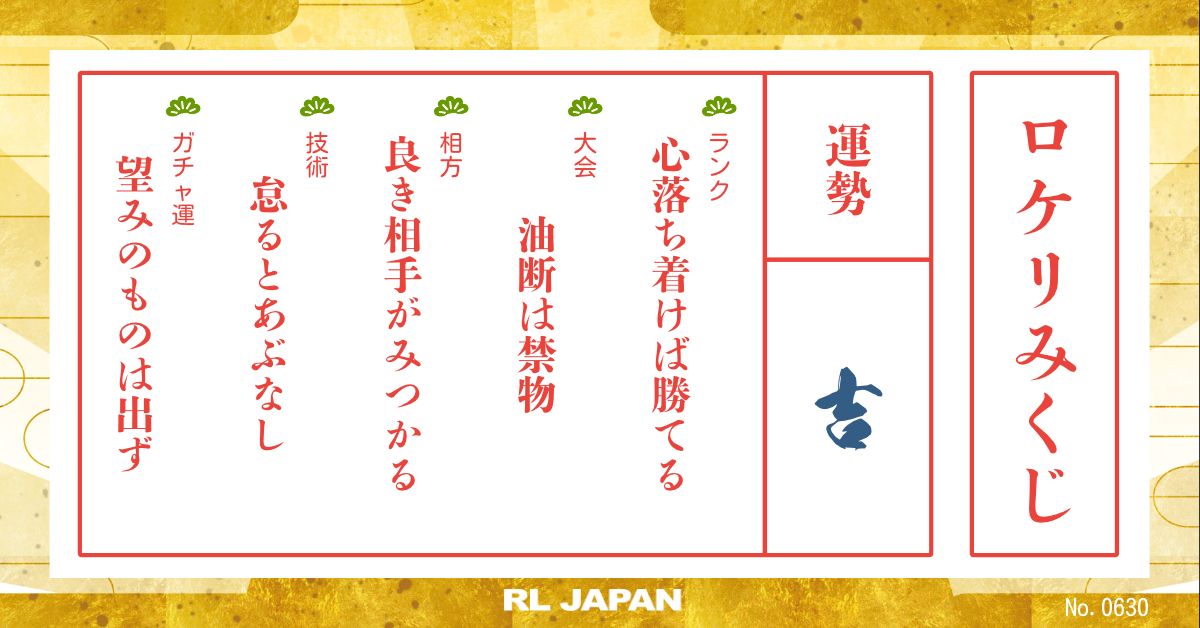 ロケリみくじ
運勢
吉
ランク
心落ち着けば勝てる
大会
油断は禁物
相方
良き相手がみつかる
技術
怠るとあぶなし
ガチャ運
望みのものは出ず
RL JAPAN
No. 0630